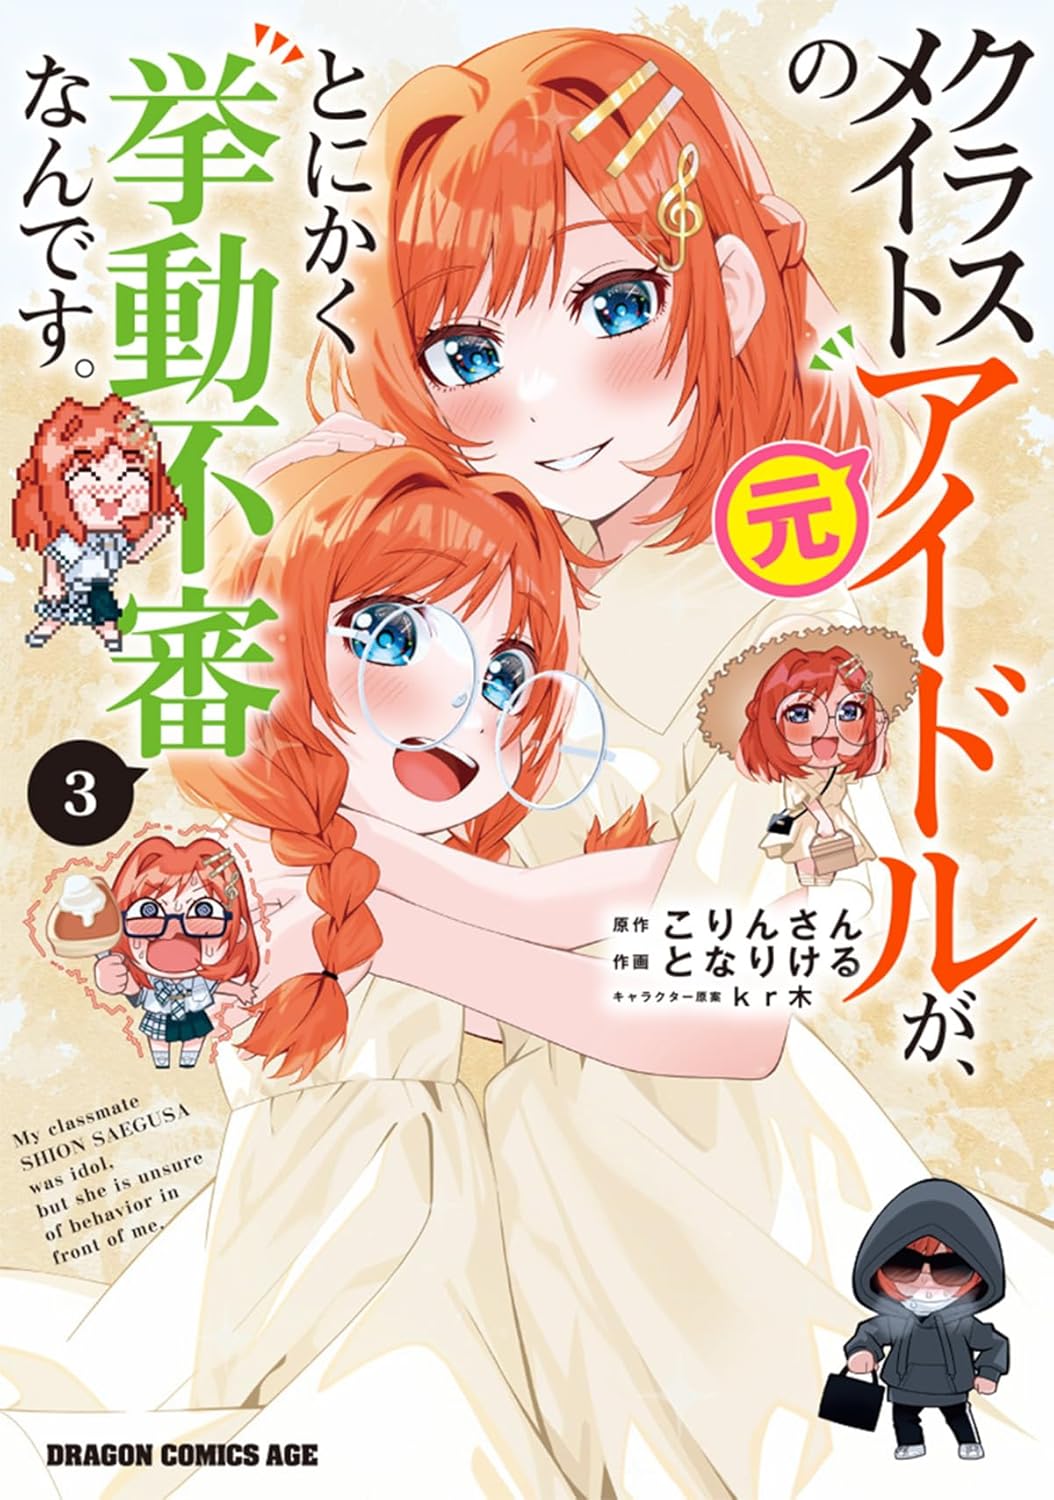 クラス
メイト
の
元
アイドルが、
とにかく
挙動不審
なんです。
3
原作 こりんさん
作画 となりける
キャラクター原案 kr木
My classmate
SHION SAEGUSA
was idol,
but she is unsure
of behavior in
front of me.
DRAGON COMICS AGE